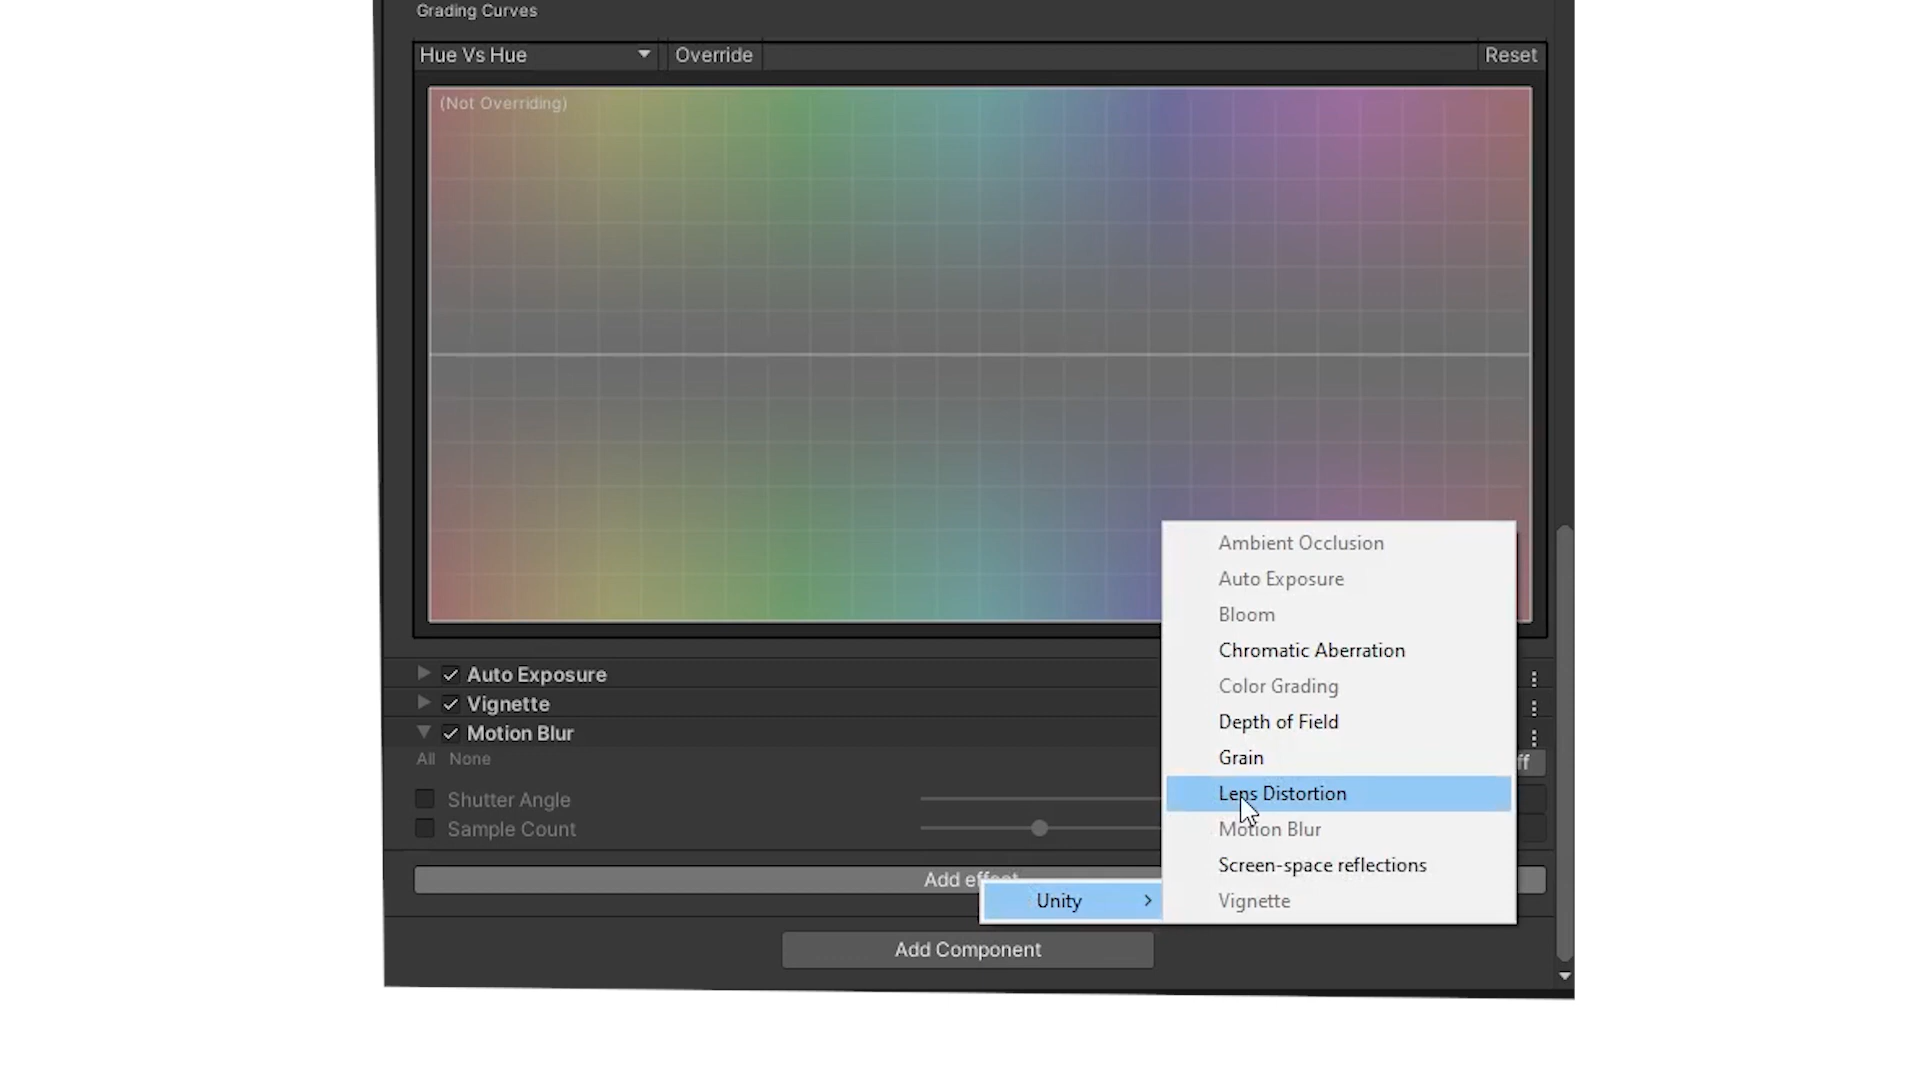 Grading Curves
Hue Vs Hue Override Reset
(Not Overriding)
Ambient Occlusion
Auto Exposure
Bloom
Chromatic Aberration
Color Grading
Depth of Field
Grain
Lens Distortion
Motion Blur
Screen-space reflections
Vignette
Auto Exposure
Vignette
Motion Blur
All None
Shutter Angle
Sample Count
Add
Unity
Add Component